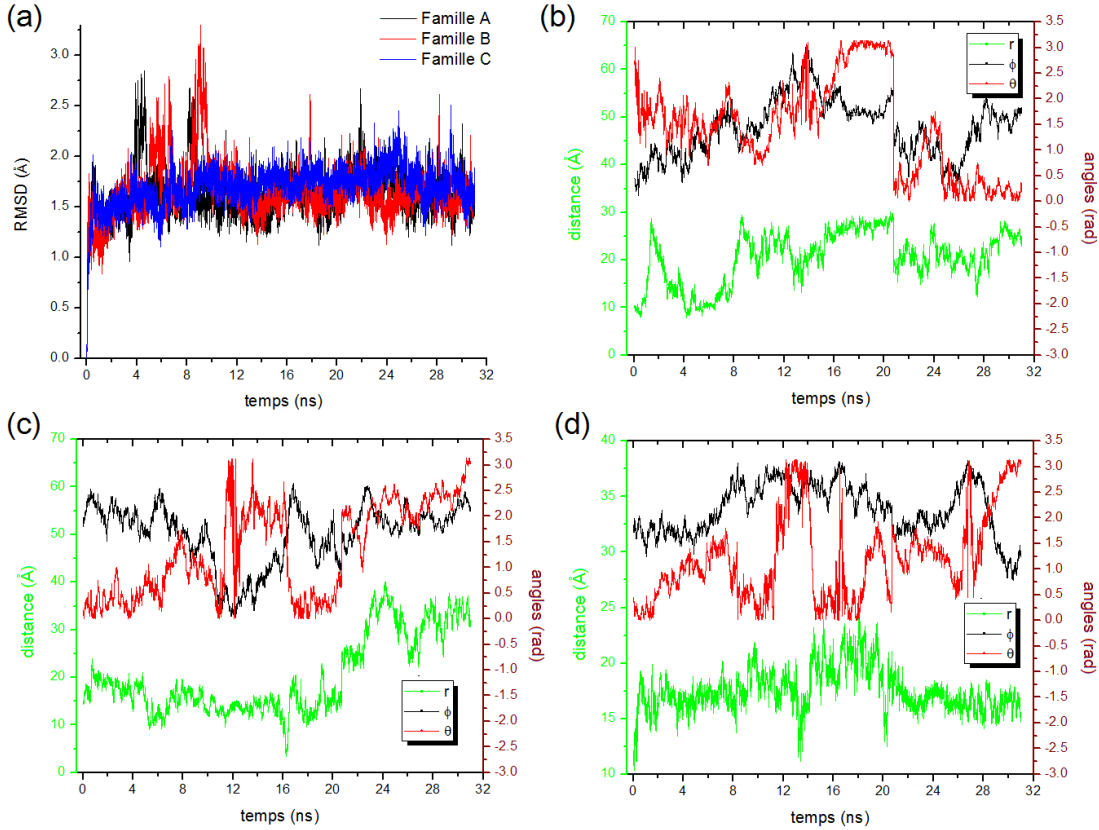 (a)
Famille A
Famille B
Famille C
RMSD (Å)
3.0
2.5
2.0
1.5
1.0
0.5
0.0
0 4 8 12 16 20 24 28 32
temps (ns)
(b)
r
ϕ
θ
distance (Å)
70
60
50
40
30
20
10
0
angles (rad)
3.5
3.0
2.5
2.0
1.5
1.0
0.5
0.0
-0.5
-1.0
-1.5
-2.0
-2.5
-3.0
0 4 8 12 16 20 24 28 32
temps (ns)
(c)
distance (Å)
70
60
50
40
30
20
10
0
r
ϕ
θ
angles (rad)
3.5
3.0
2.5
2.0
1.5
1.0
0.5
0.0
-0.5
-1.0
-1.5
-2.0
-2.5
-3.0
0 4 8 12 16 20 24 28 32
temps (ns)
(d)
distance (Å)
40
35
30
25
20
15
10
r
ϕ
θ
angles (rad)
3.5
3.0
2.5
2.0
1.5
1.0
0.5
0.0
-0.5
-1.0
-1.5
-2.0
-2.5
-3.0
0 4 8 12 16 20 24 28 32
temps (ns)